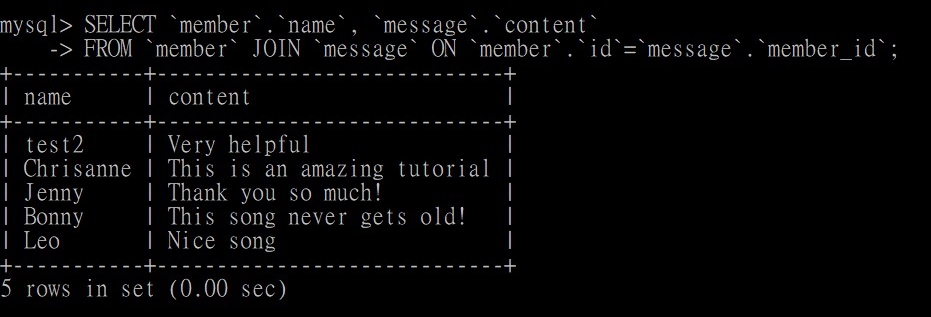 mysql> SELECT `member`.`name`, `message`.`content`
    -> FROM `member` JOIN `message` ON `member`.`id`=`message`.`member_id`;
+-----------+-----------------------------+
| name      | content                     |
+-----------+-----------------------------+
| test2     | Very helpful                |
| Chrisanne | This is an amazing tutorial |
| Jenny     | Thank you so much!          |
| Bonny     | This song never gets old!   |
| Leo       | Nice song                   |
+-----------+-----------------------------+
5 rows in set (0.00 sec)